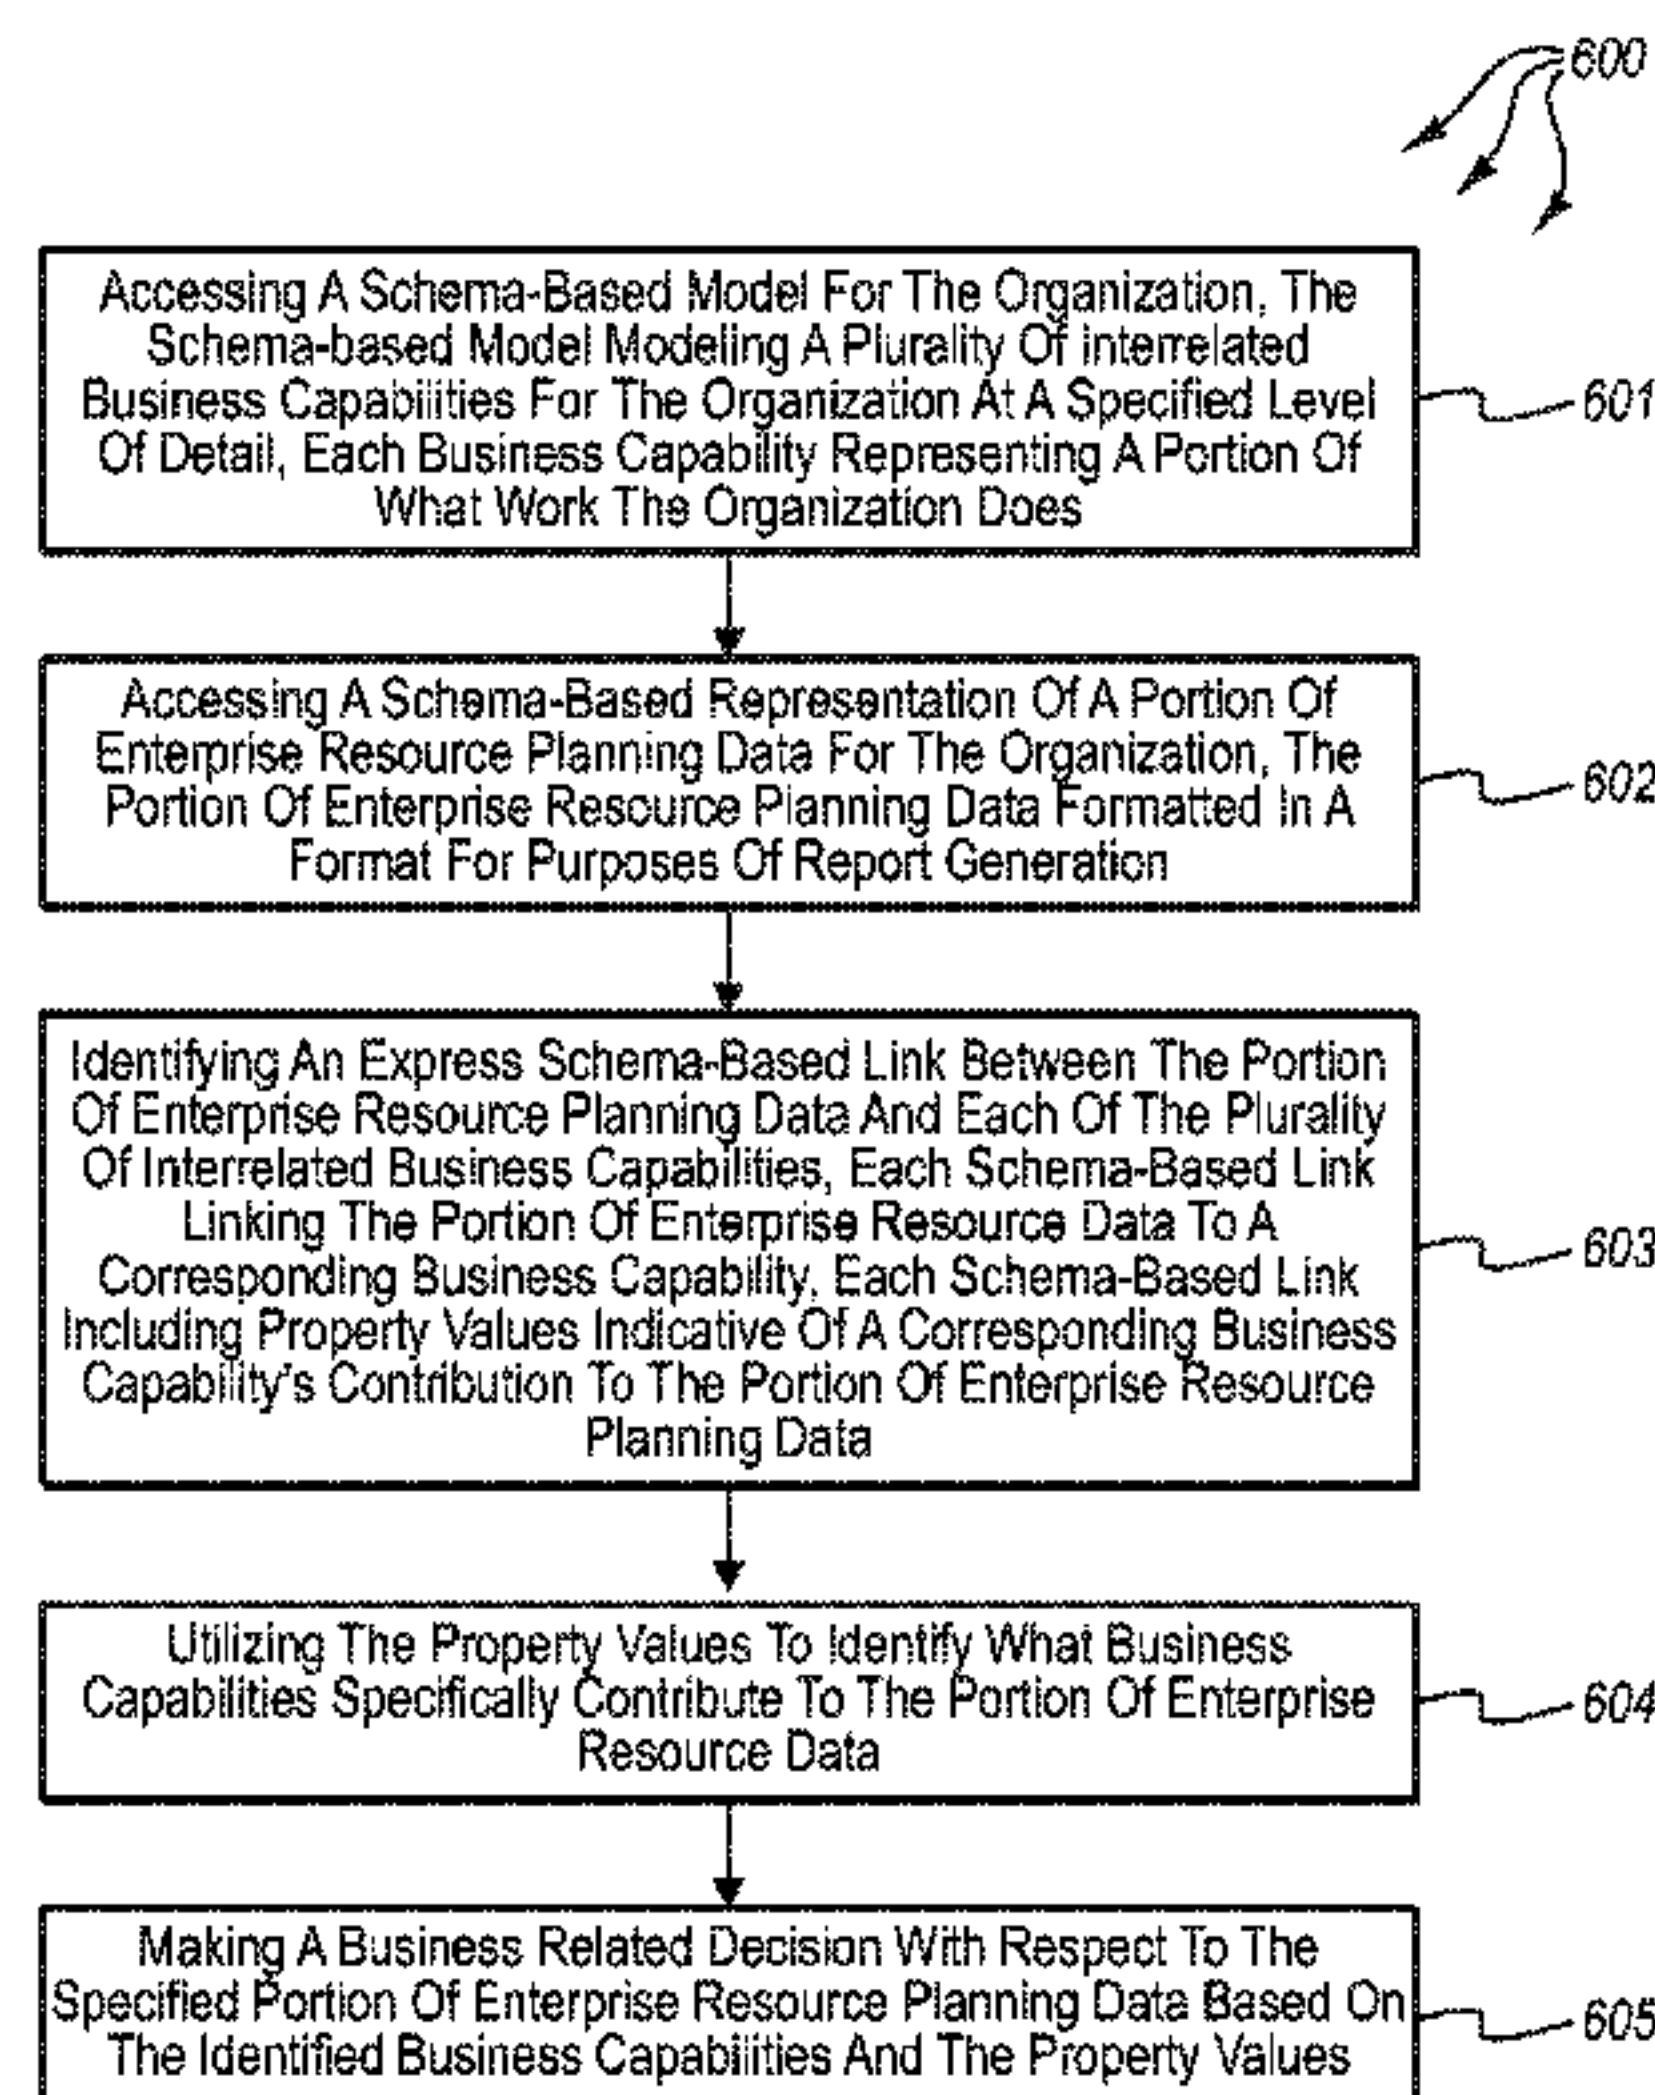 600
Accessing A Schema-Based Model For The Organization, The
Schema-based Model Modeling A Plurality Of interrelated
Business Capabilities For The Organization At A Specified Level
Of Detail, Each Business Capability Representing A Portion Of
What Work The Organization Does
601
Accessing A Schema-Based Representation Of A Portion Of
Enterprise Resource Planning Data For The Organization, The
Portion Of Enterprise Resource Planning Data Formatted In A
Format For Purposes Of Report Generation
602
Identifying An Express Schema-Based Link Between The Portion
Of Enterprise Resource Planning Data And Each Of The Plurality
Of Interrelated Business Capabilities, Each Schema-Based Link
Linking The Portion Of Enterprise Resource Data To A
Corresponding Business Capability, Each Schema-Based Link
Including Property Values Indicative Of A Corresponding Business
Capability's Contribution To The Portion Of Enterprise Resource
Planning Data
603
Utilizing The Property Values To Identify What Business
Capabilities Specifically Contribute To The Portion Of Enterprise
Resource Data
604
Making A Business Related Decision With Respect To The
Specified Portion Of Enterprise Resource Planning Data Based On
The Identified Business Capabilities And The Property Values
605